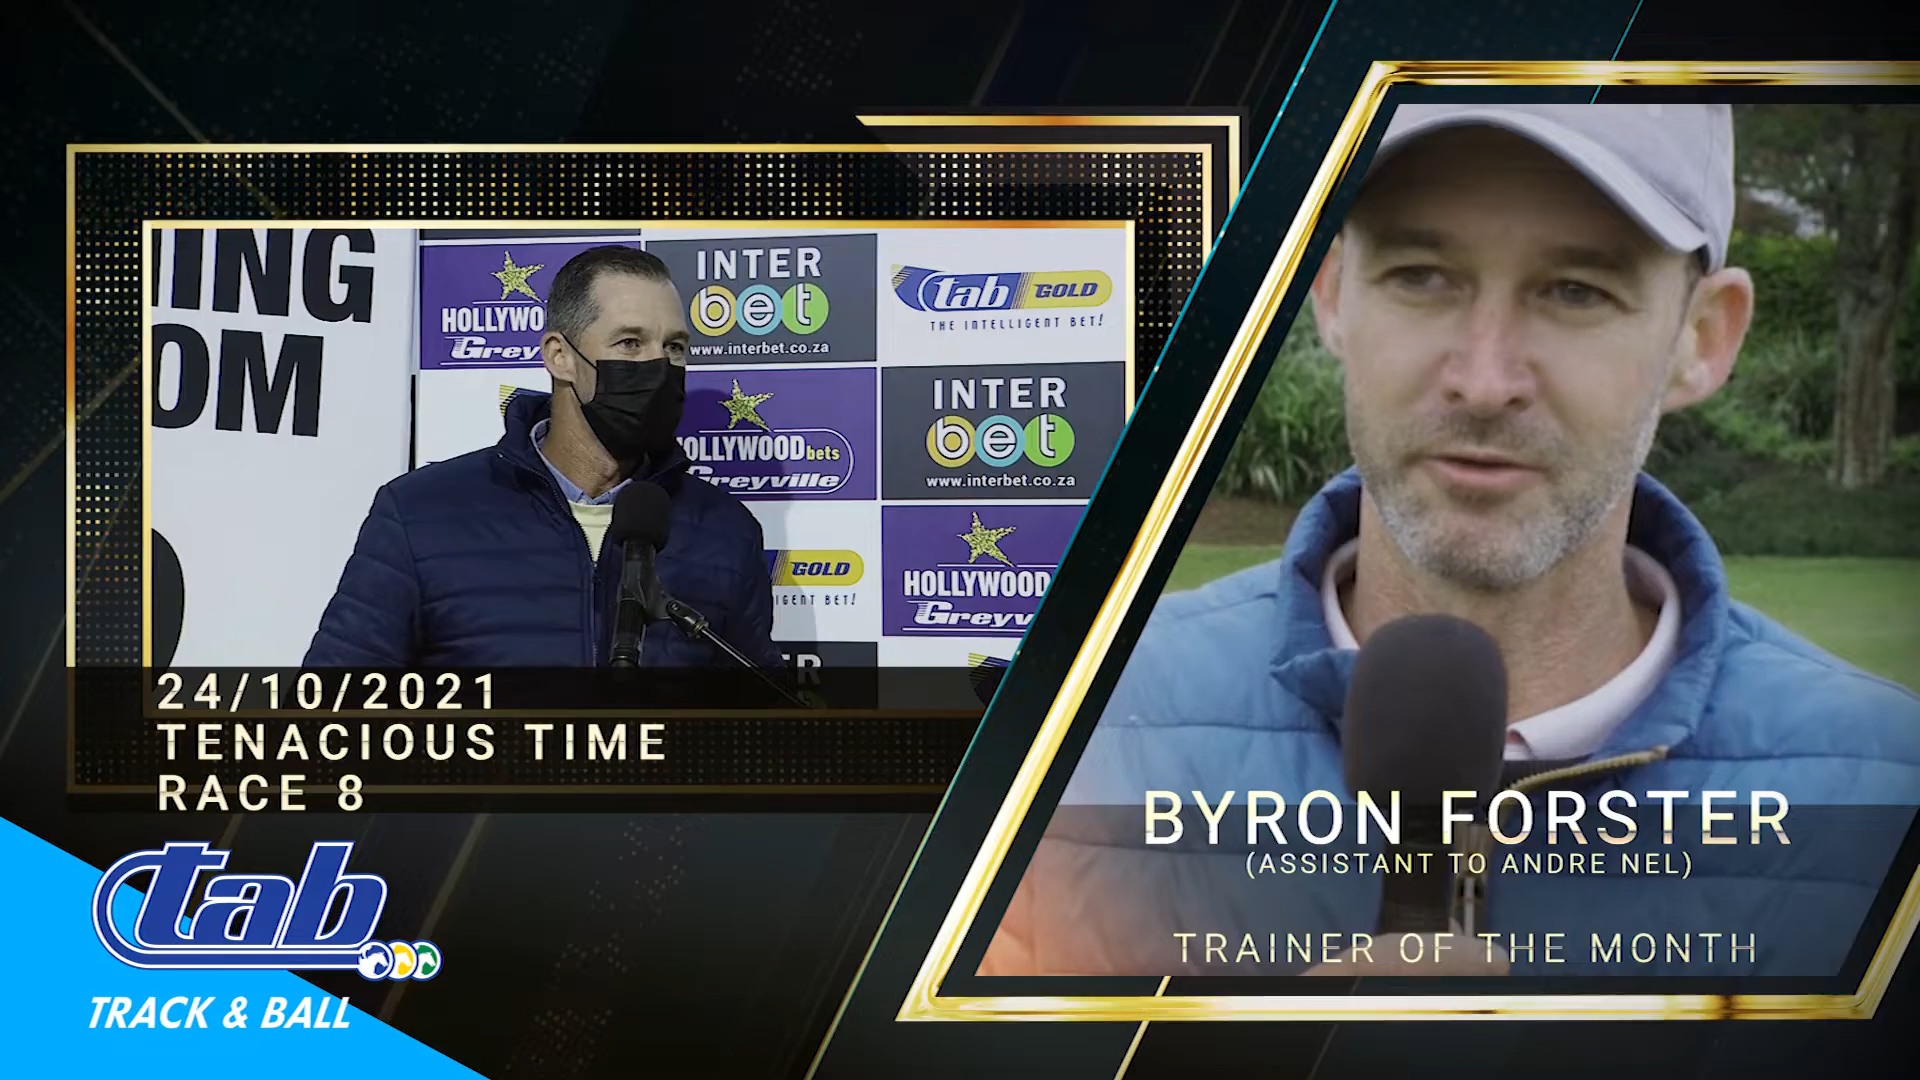 ING
OM
HOLLYWO
Grey
INTER
bet
www.interbet.co.za
tab GOLD
THE INTELLIGENT BET!
OLLYWOODbets
Greyville
INTER
bet
www.interbet.co.za
GOLD
IGENT BET!
HOLLYWOOD
Greyv
24/10/2021
TENACIOUS TIME
RACE 8
tab
TRACK & BALL
BYRON FORSTER
(ASSISTANT TO ANDRE NEL)
TRAINER OF THE MONTH